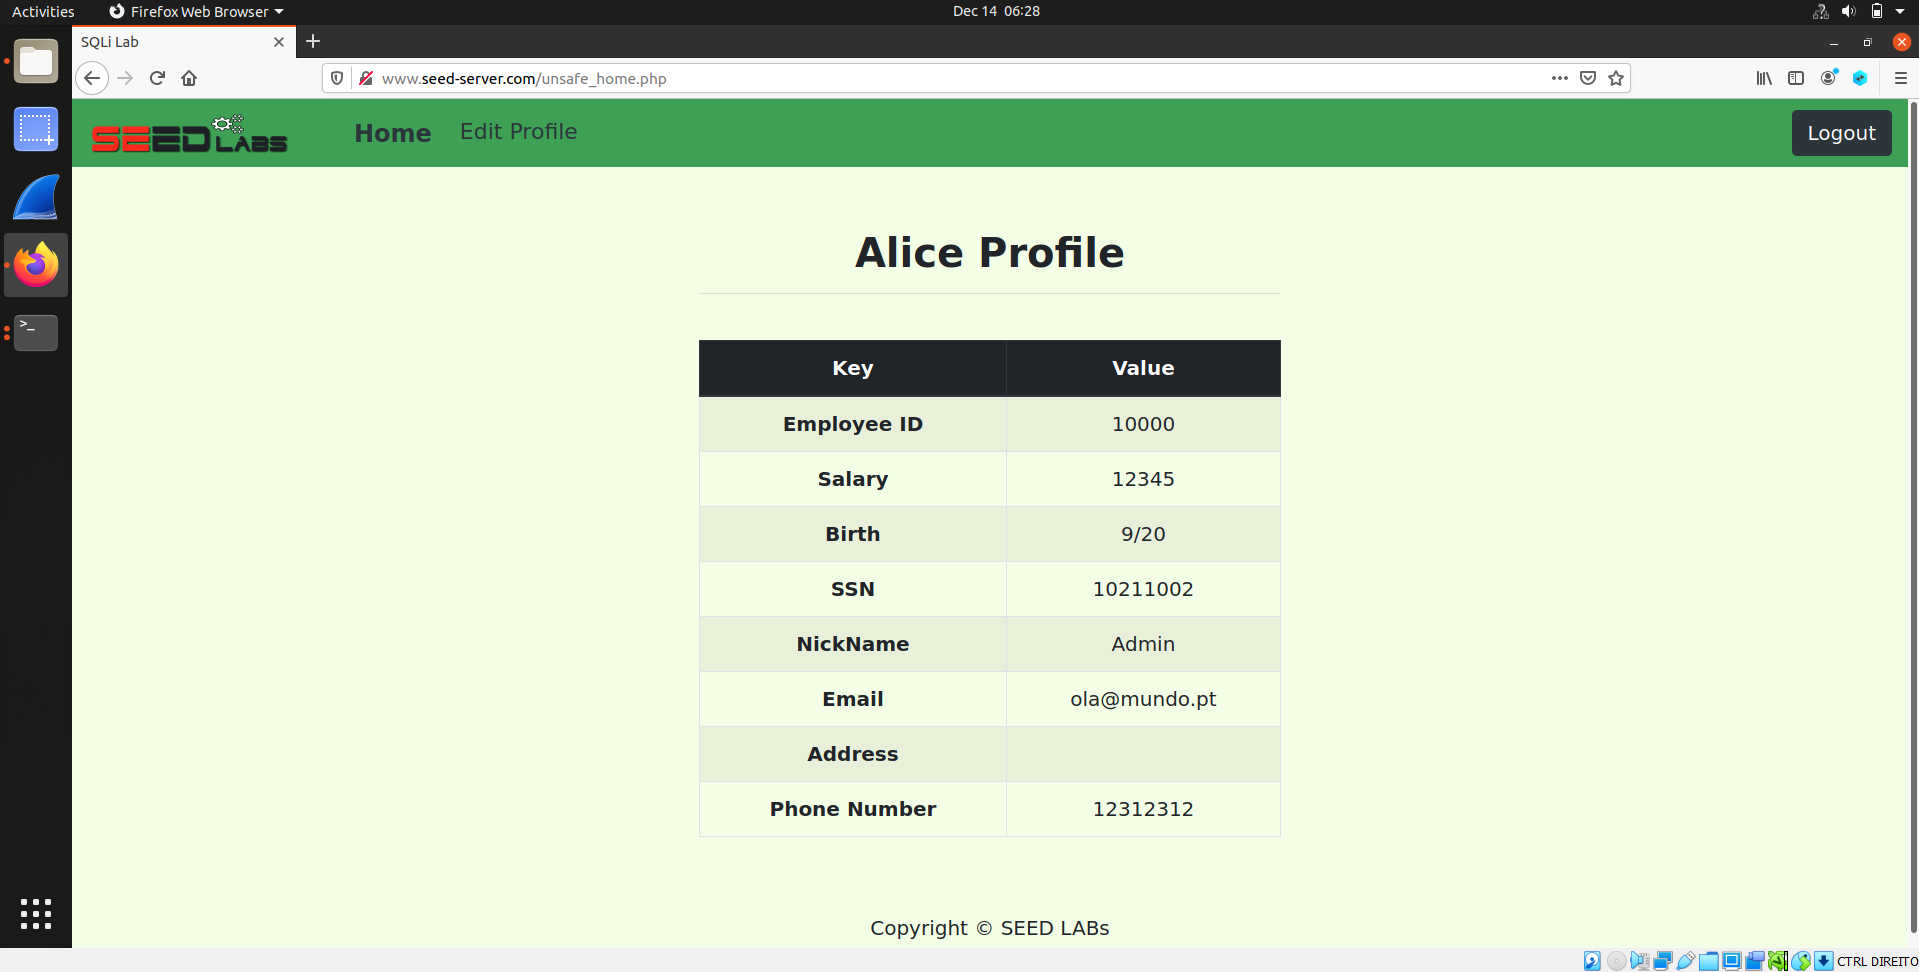 Activities Firefox Web Browser Dec 14 06:28
SQLi Lab
www.seed-server.com/unsafe_home.php
SEED LABS Home Edit Profile Logout
Alice Profile
Key Value
Employee ID 10000
Salary 12345
Birth 9/20
SSN 10211002
NickName Admin
Email ola@mundo.pt
Address
Phone Number 12312312
Copyright © SEED LABs
CTRL DIREITO